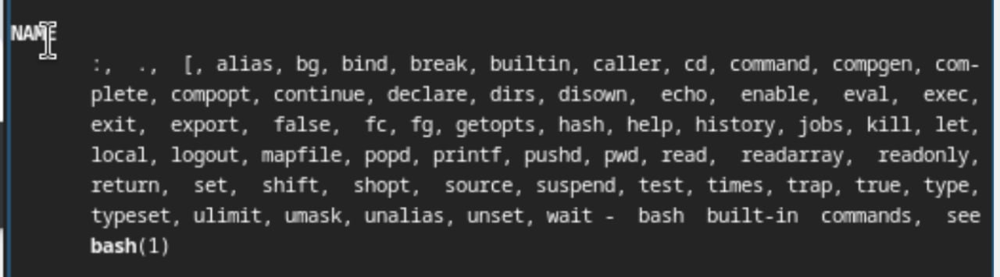 NAME
:, ., [, alias, bg, bind, break, builtin, caller, cd, command, compgen, com-
plete, compopt, continue, declare, dirs, disown, echo, enable, eval, exec,
exit, export, false, fc, fg, getopts, hash, help, history, jobs, kill, let,
local, logout, mapfile, popd, printf, pushd, pwd, read, readarray, readonly,
return, set, shift, shopt, source, suspend, test, times, trap, true, type,
typeset, ulimit, umask, unalias, unset, wait - bash built-in commands, see
bash(1)